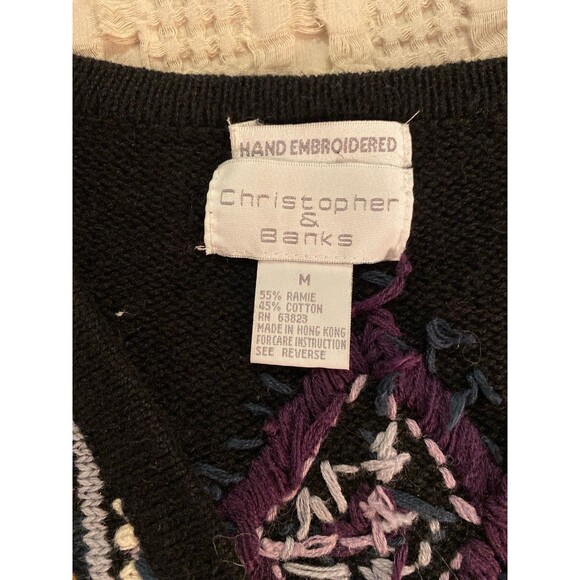 HAND EMBROIDERED
Christopher
&
Banks
M
55% RAMIE
45% COTTON
RN 63823
MADE IN HONG KONG
FOR CARE INSTRUCTION
SEE REVERSE